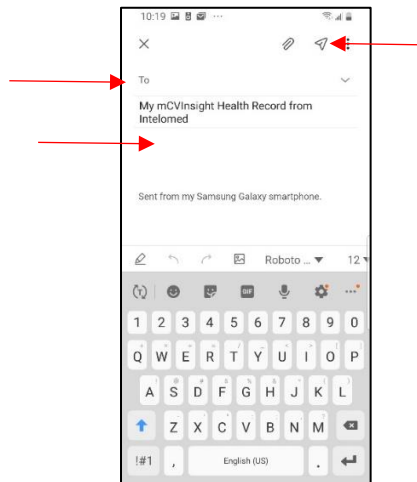 10:19 ...
To
My mCVInsight Health Record from
Intelomed
Sent from my Samsung Galaxy smartphone.
Roboto ... 12
(T) GIF ...
1 2 3 4 5 6 7 8 9 0
Q W E R T Y U I O P
A S D F G H J K L
Z X C V B N M
!#1 , English (US) .